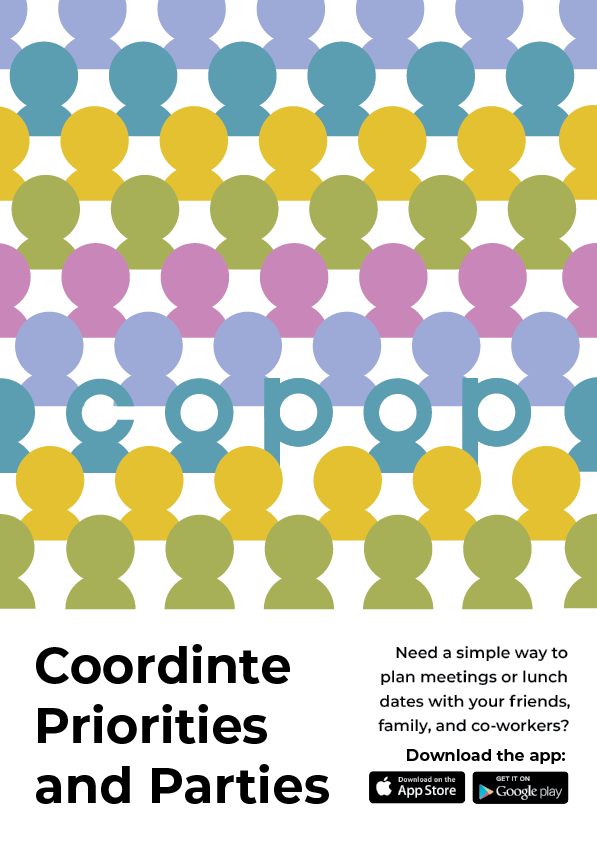 copop
Coordinte
Priorities
and Parties
Need a simple way to
plan meetings or lunch
dates with your friends,
family, and co-workers?
Download the app:
Download on the
App Store
GET IT ON
Google play